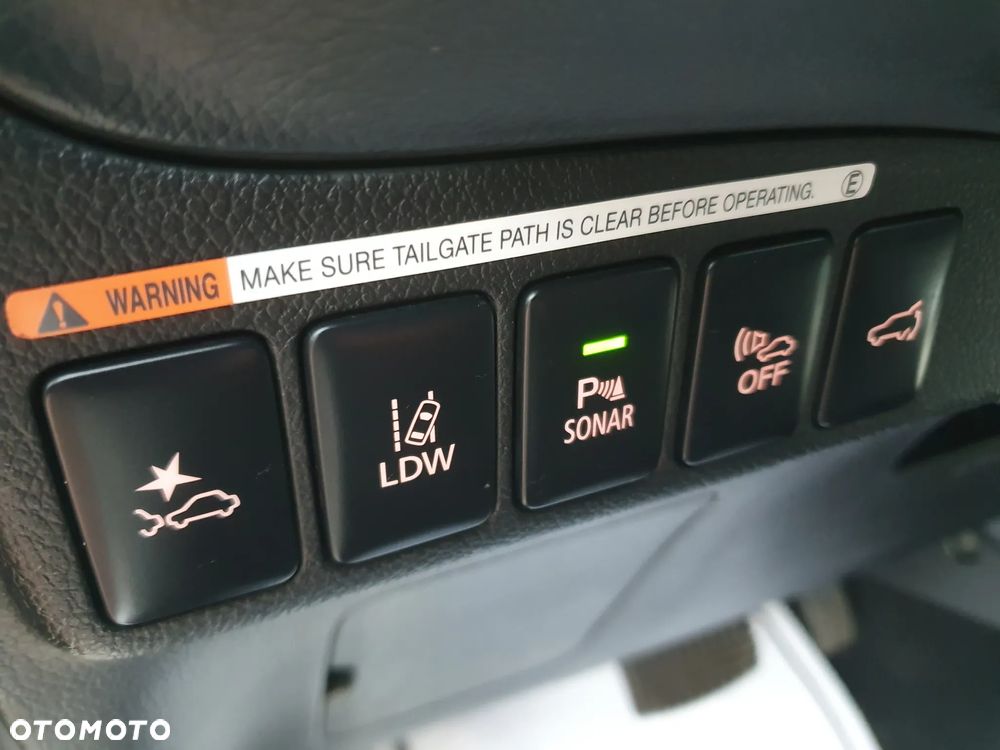 WARNING MAKE SURE TAILGATE PATH IS CLEAR BEFORE OPERATING. E
LDW
P
SONAR
OFF
OTOMOTO